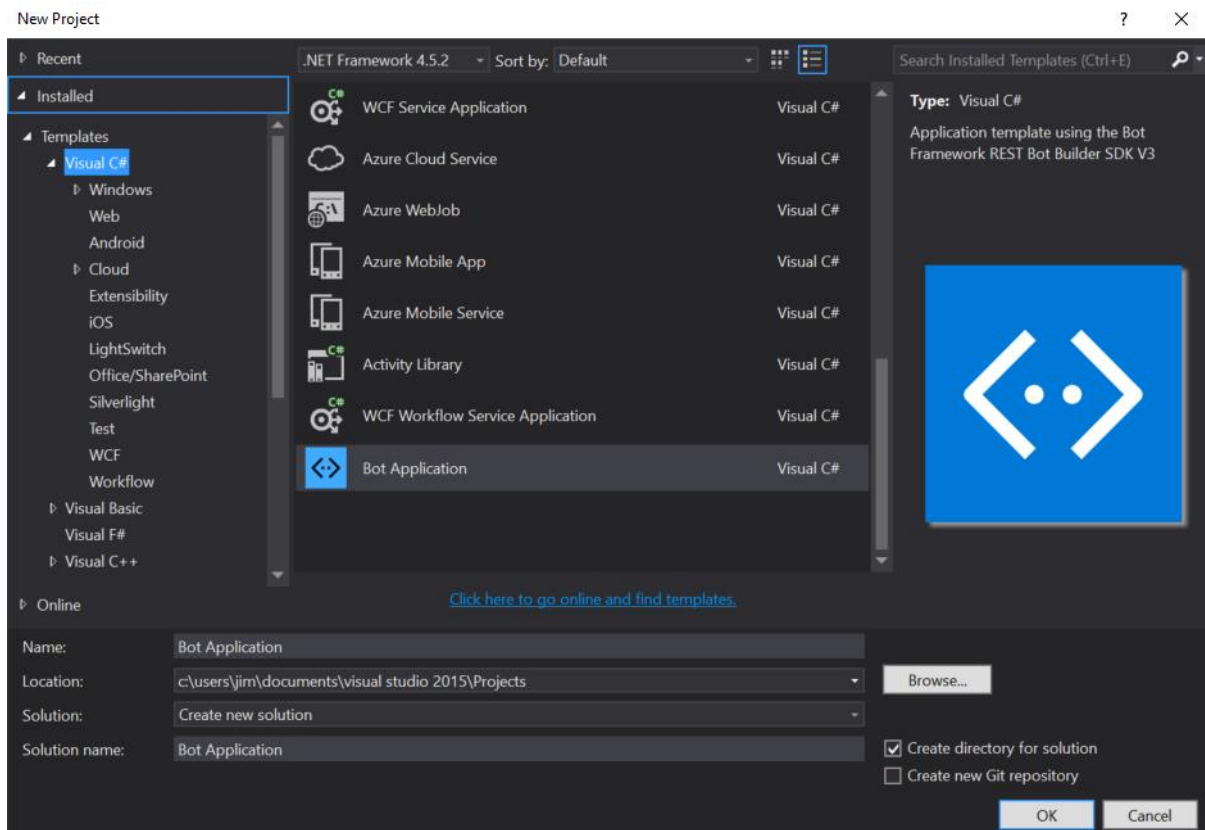 New Project
?
Recent
.NET Framework 4.5.2
Sort by: Default
Search Installed Templates (Ctrl+E)
Installed
Templates
Visual C#
Windows
Web
Android
Cloud
Extensibility
iOS
LightSwitch
Office/SharePoint
Silverlight
Test
WCF
Workflow
Visual Basic
Visual F#
Visual C++
Online
WCF Service Application Visual C#
Azure Cloud Service Visual C#
Azure WebJob Visual C#
Azure Mobile App Visual C#
Azure Mobile Service Visual C#
Activity Library Visual C#
WCF Workflow Service Application Visual C#
Bot Application Visual C#
Click here to go online and find templates.
Type: Visual C#
Application template using the Bot
Framework REST Bot Builder SDK V3
Name: Bot Application
Location: c:\users\jim\documents\visual studio 2015\Projects
Browse...
Solution: Create new solution
Solution name: Bot Application
Create directory for solution
Create new Git repository
OK
Cancel